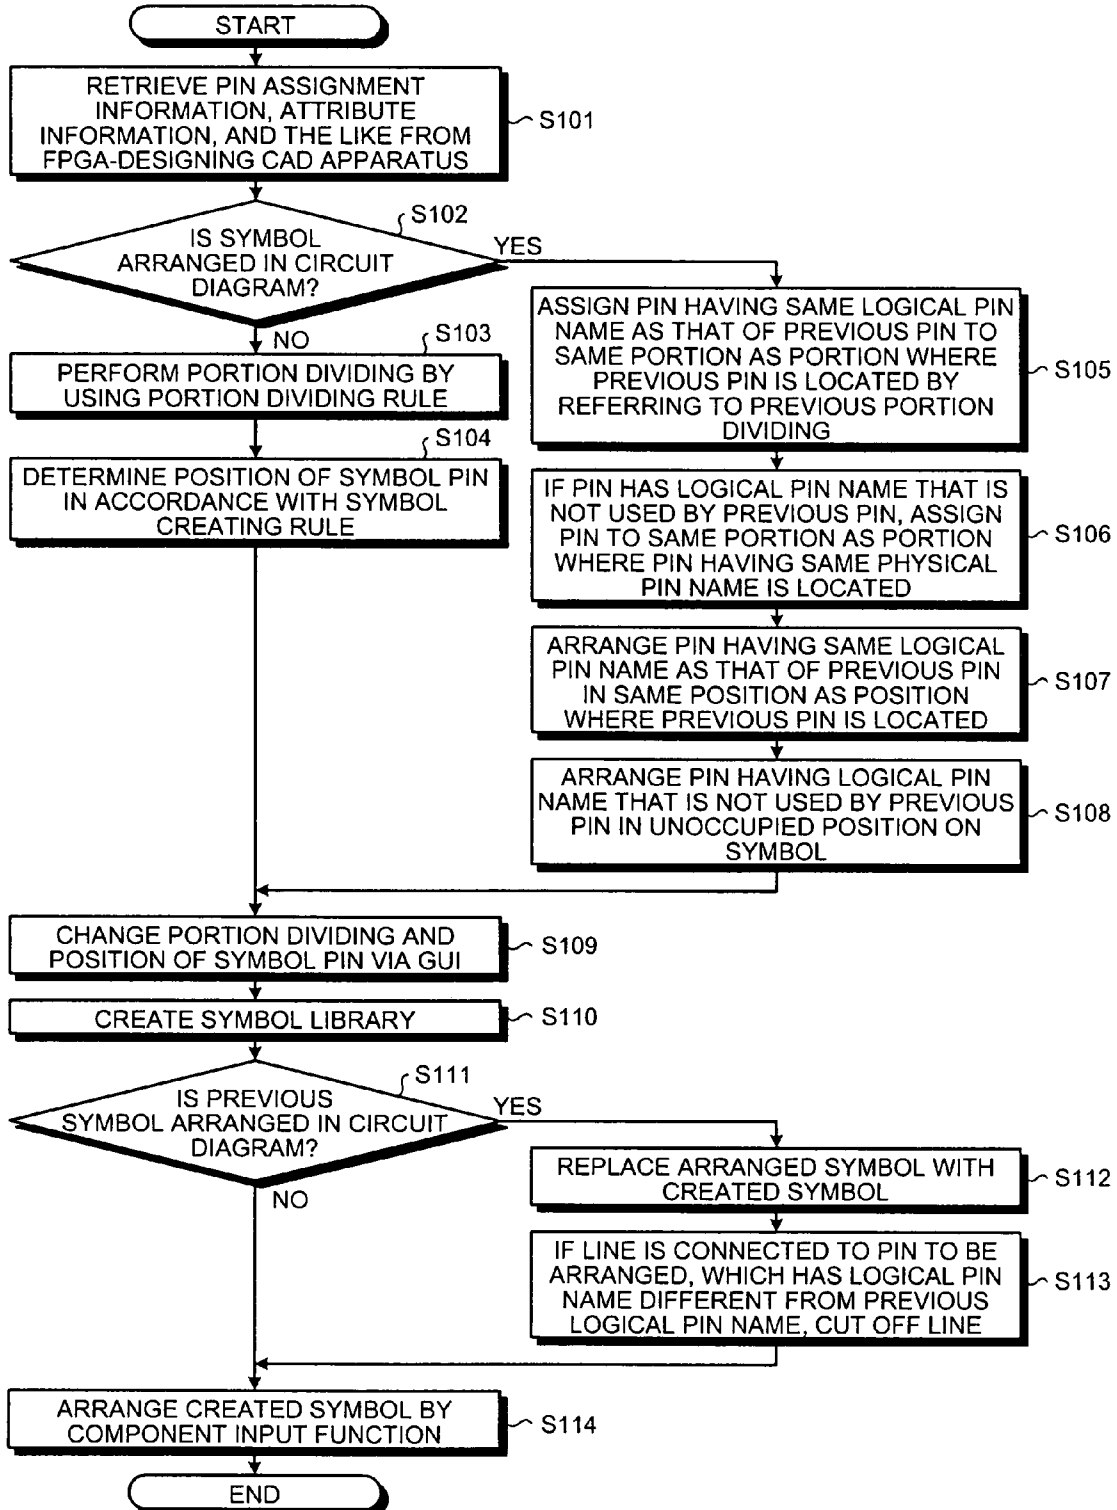 START
RETRIEVE PIN ASSIGNMENT
INFORMATION, ATTRIBUTE
INFORMATION, AND THE LIKE FROM
FPGA-DESIGNING CAD APPARATUS
S101
S102
IS SYMBOL
ARRANGED IN CIRCUIT
DIAGRAM?
YES
NO
S103
PERFORM PORTION DIVIDING BY
USING PORTION DIVIDING RULE
S104
DETERMINE POSITION OF SYMBOL PIN
IN ACCORDANCE WITH SYMBOL
CREATING RULE
ASSIGN PIN HAVING SAME LOGICAL PIN
NAME AS THAT OF PREVIOUS PIN TO
SAME PORTION AS PORTION WHERE
PREVIOUS PIN IS LOCATED BY
REFERRING TO PREVIOUS PORTION
DIVIDING
S105
IF PIN HAS LOGICAL PIN NAME THAT IS
NOT USED BY PREVIOUS PIN, ASSIGN
PIN TO SAME PORTION AS PORTION
WHERE PIN HAVING SAME PHYSICAL
PIN NAME IS LOCATED
S106
ARRANGE PIN HAVING SAME LOGICAL
PIN NAME AS THAT OF PREVIOUS PIN
IN SAME POSITION AS POSITION
WHERE PREVIOUS PIN IS LOCATED
S107
ARRANGE PIN HAVING LOGICAL PIN
NAME THAT IS NOT USED BY PREVIOUS
PIN IN UNOCCUPIED POSITION ON
SYMBOL
S108
CHANGE PORTION DIVIDING AND
POSITION OF SYMBOL PIN VIA GUI
S109
CREATE SYMBOL LIBRARY
S110
S111
IS PREVIOUS
SYMBOL ARRANGED IN CIRCUIT
DIAGRAM?
YES
NO
REPLACE ARRANGED SYMBOL WITH
CREATED SYMBOL
S112
IF LINE IS CONNECTED TO PIN TO BE
ARRANGED, WHICH HAS LOGICAL PIN
NAME DIFFERENT FROM PREVIOUS
LOGICAL PIN NAME, CUT OFF LINE
S113
ARRANGE CREATED SYMBOL BY
COMPONENT INPUT FUNCTION
S114
END